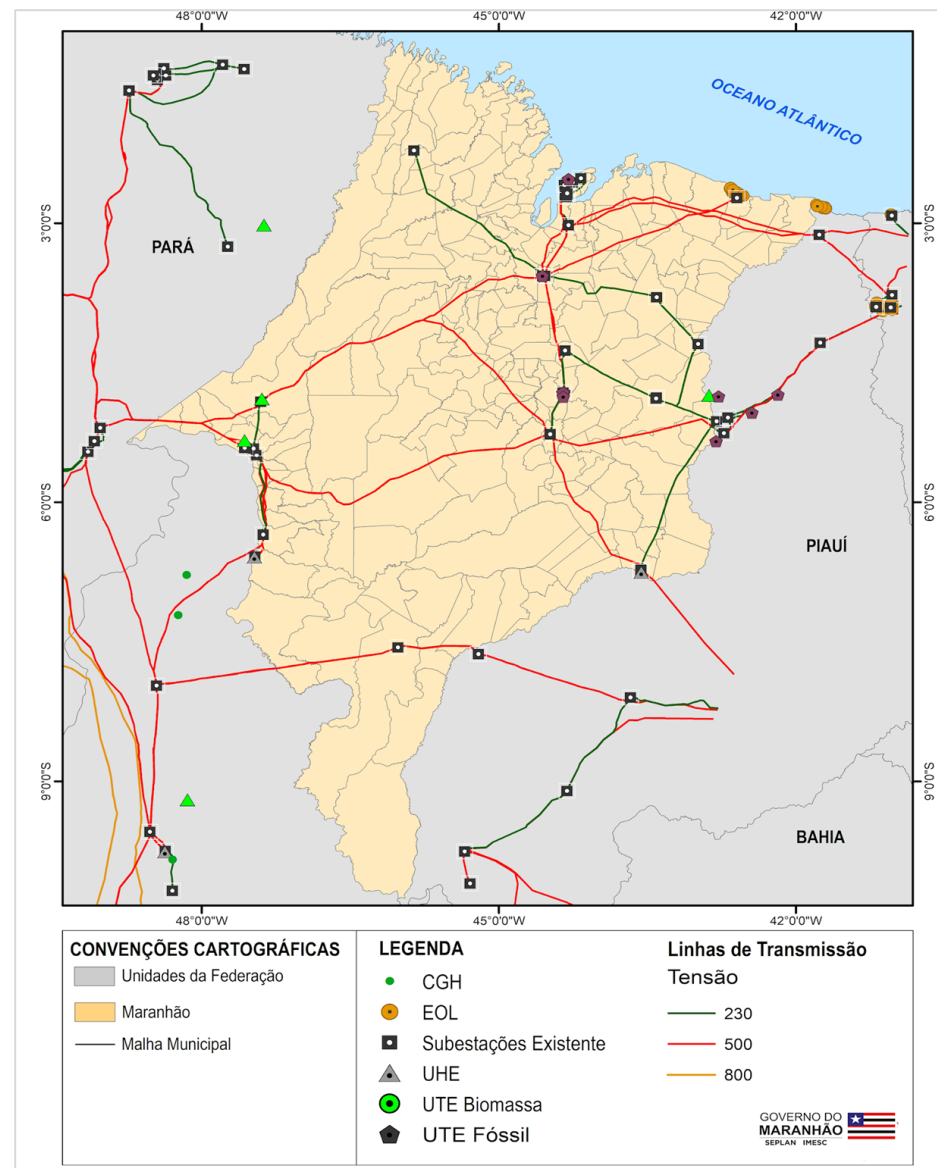 48°0'0"W
45°0'0"W
42°0'0"W
OCEANO ATLÂNTICO
3°0'0"S
3°0'0"S
PARÁ
6°0'0"S
6°0'0"S
PIAUÍ
9°0'0"S
9°0'0"S
BAHIA
48°0'0"W
45°0'0"W
42°0'0"W
CONVENÇÕES CARTOGRÁFICAS
Unidades da Federação
Maranhão
Malha Municipal
LEGENDA
CGH
EOL
Subestações Existente
UHE
UTE Biomassa
UTE Fóssil
Linhas de Transmissão
Tensão
230
500
800
GOVERNO DO
MARANHÃO
SEPLAN IMESC